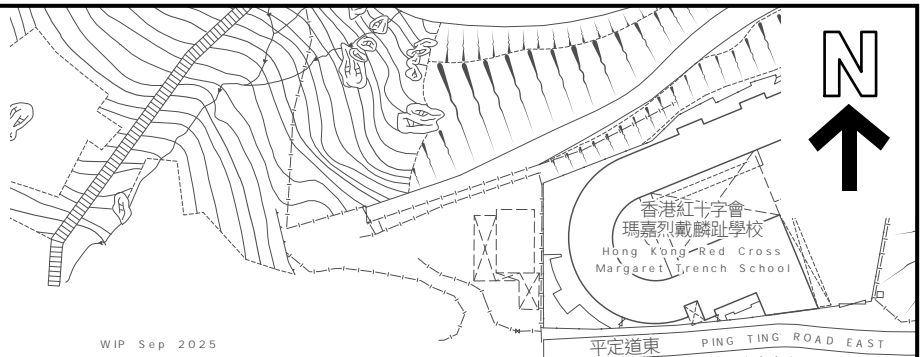 N
香港紅十字會
瑪嘉烈戴麟趾學校
Hong Kong Red Cross
Margaret Trench School
WIP Sep 2025
平定道東
PING TING ROAD EAST